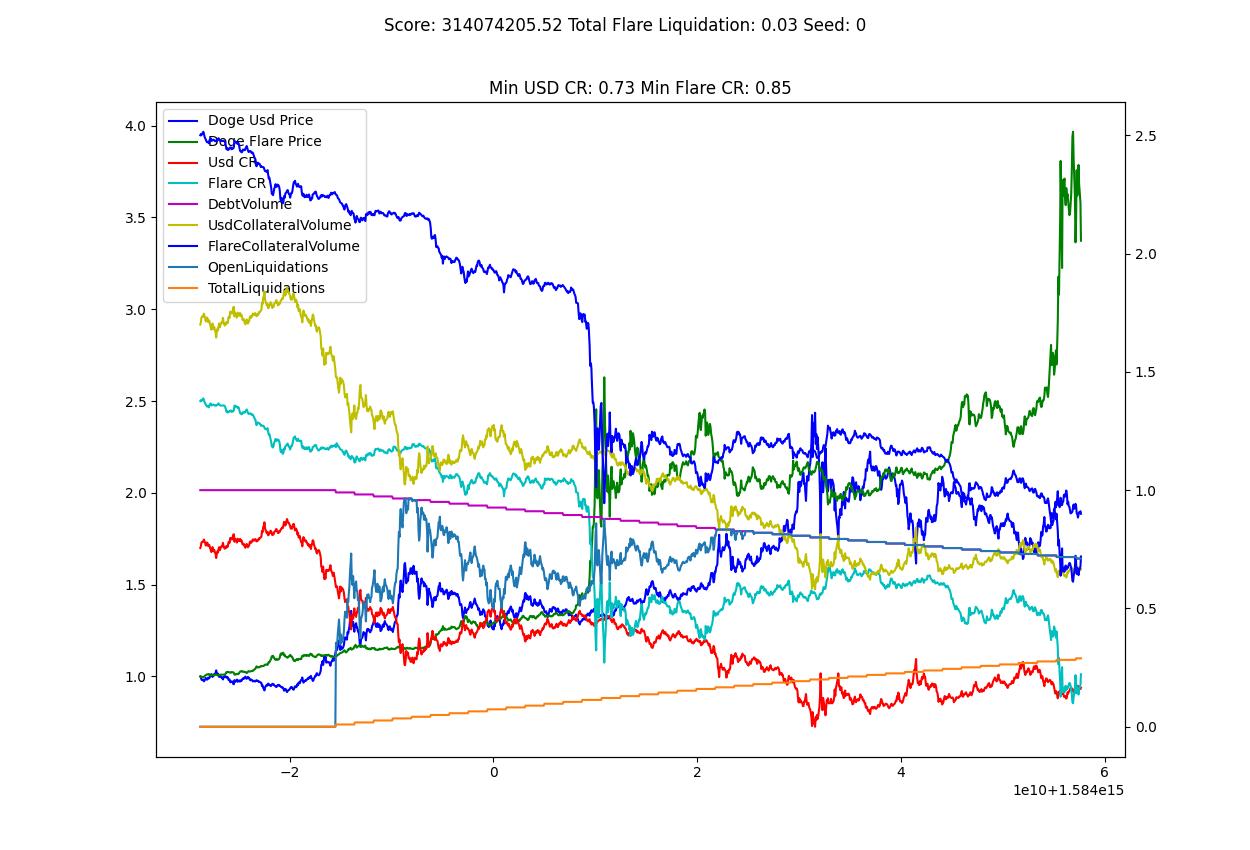 Score: 314074205.52 Total Flare Liquidation: 0.03 Seed: 0
Min USD CR: 0.73 Min Flare CR: 0.85
Doge Usd Price
Doge Flare Price
Usd CR
Flare CR
DebtVolume
UsdCollateralVolume
FlareCollateralVolume
OpenLiquidations
TotalLiquidations
4.0
3.5
3.0
2.5
2.0
1.5
1.0
2.5
2.0
1.5
1.0
0.5
0.0
−2 0 2 4 6
1e10+1.584e15